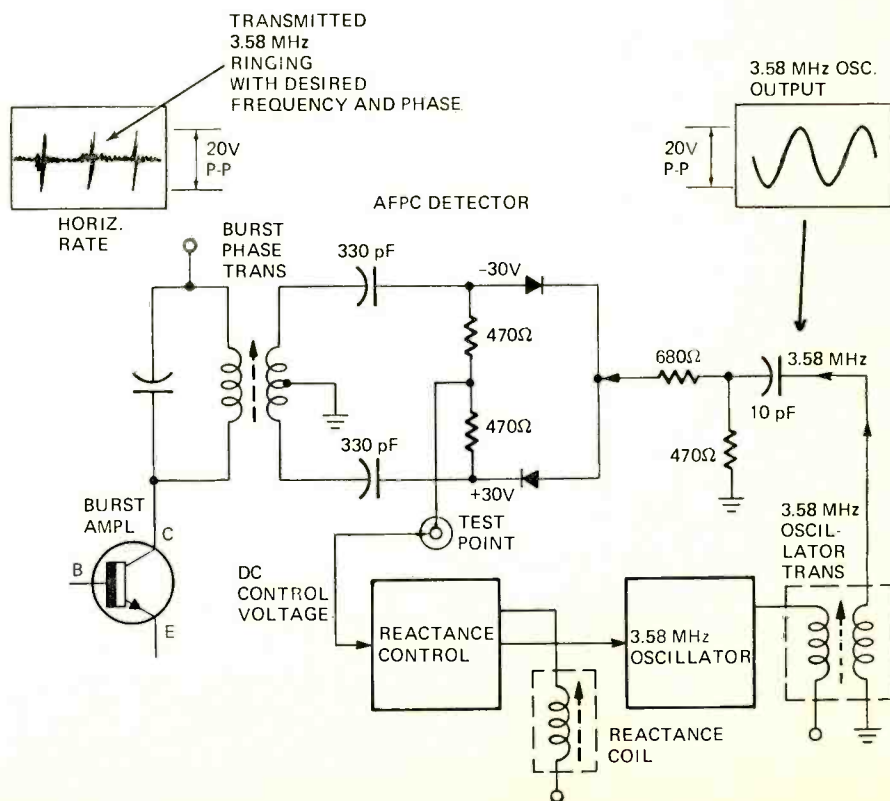 TRANSMITTED
3.58 MHz
RINGING
WITH DESIRED
FREQUENCY AND PHASE
20V
P-P
HORIZ.
RATE
3.58 MHz OSC.
OUTPUT
20V
P-P
AFPC DETECTOR
BURST
PHASE
TRANS
330 pF
−30V
470Ω
680Ω
3.58 MHz
10 pF
470Ω
470Ω
330 pF
+30V
BURST
AMPL
C
B
E
TEST
POINT
DC
CONTROL
VOLTAGE
3.58 MHz
OSCIL-
LATOR
TRANS
REACTANCE
CONTROL
3.58 MHz
OSCILLATOR
REACTANCE
COIL